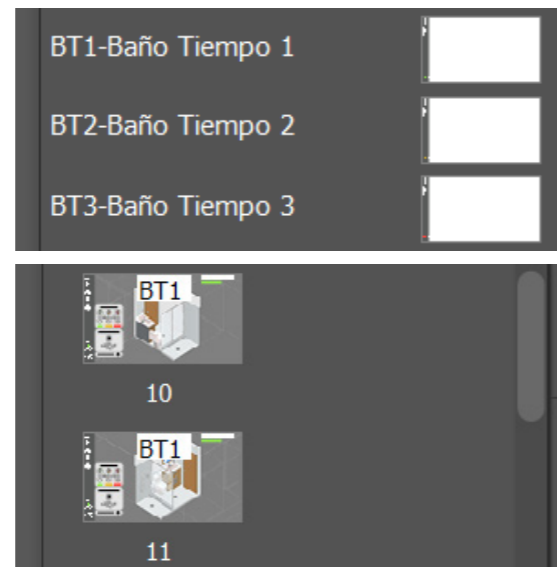 BT1-Baño Tiempo 1
BT2-Baño Tiempo 2
BT3-Baño Tiempo 3
BT1
10
BT1
11